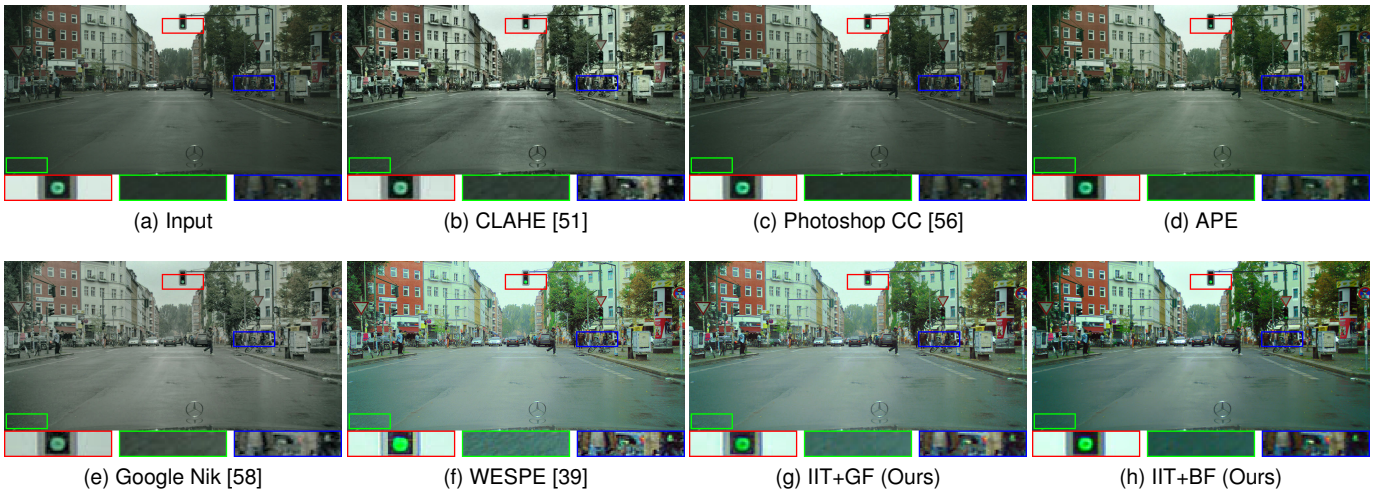 (a) Input
(b) CLAHE [51]
(c) Photoshop CC [56]
(d) APE
(e) Google Nik [58]
(f) WESPE [39]
(g) IIT+GF (Ours)
(h) IIT+BF (Ours)